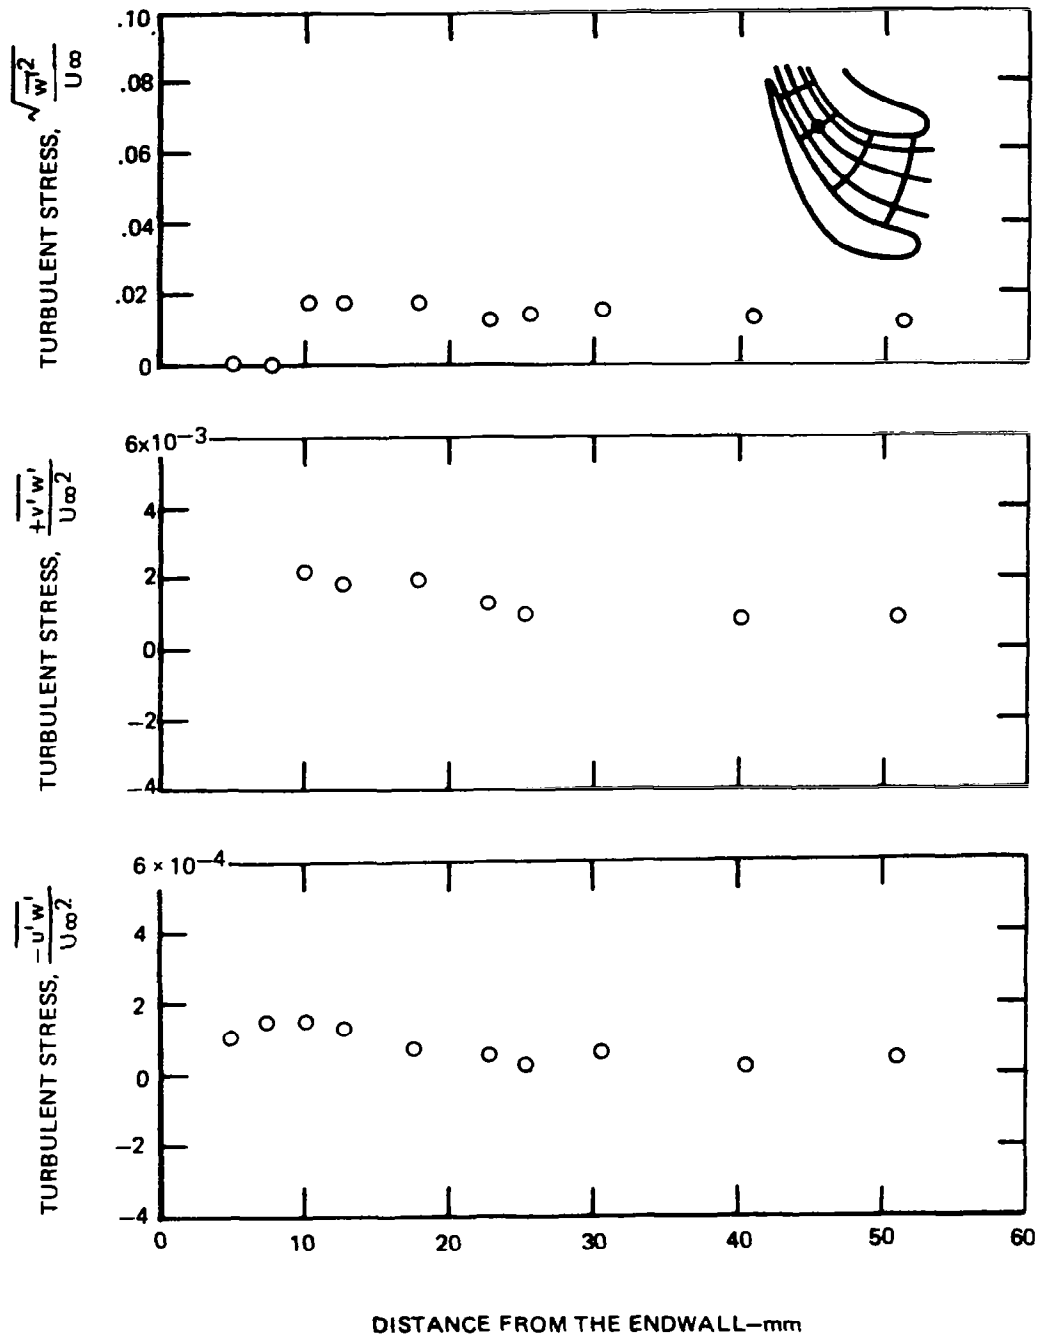 TURBULENT STRESS, √w'² / U∞
.10
.08
.06
.04
.02
0
TURBULENT STRESS, +v' w' / U∞2
6x10−3
4
2
0
−2
−4
TURBULENT STRESS, −u' w' / U∞2
6 × 10−4
4
2
0
−2
−4
0 10 20 30 40 50 60
DISTANCE FROM THE ENDWALL—mm